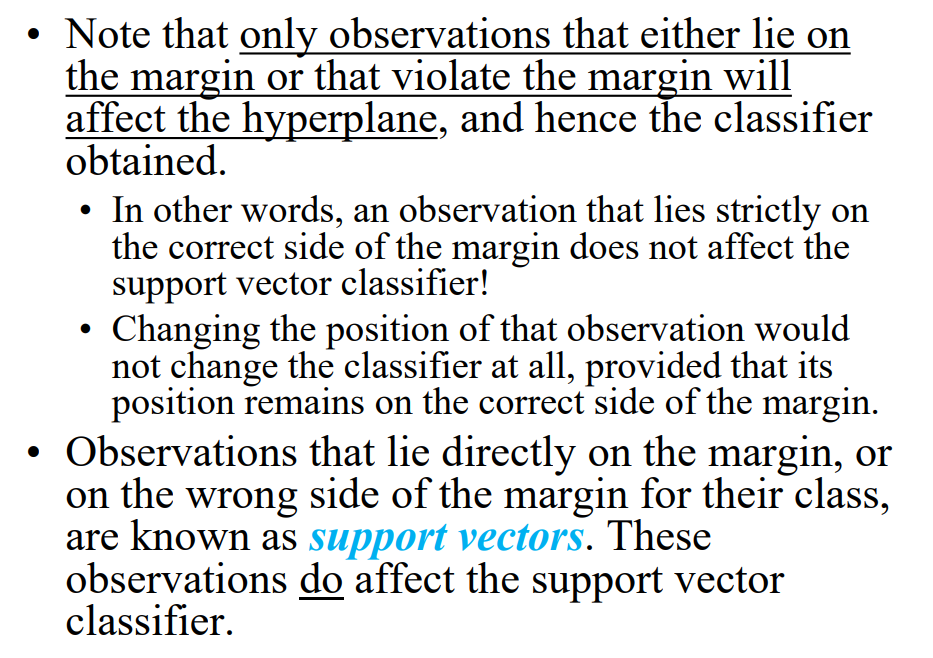 • Note that only observations that either lie on
the margin or that violate the margin will
affect the hyperplane, and hence the classifier
obtained.
• In other words, an observation that lies strictly on
the correct side of the margin does not affect the
support vector classifier!
• Changing the position of that observation would
not change the classifier at all, provided that its
position remains on the correct side of the margin.
• Observations that lie directly on the margin, or
on the wrong side of the margin for their class,
are known as support vectors. These
observations do affect the support vector
classifier.